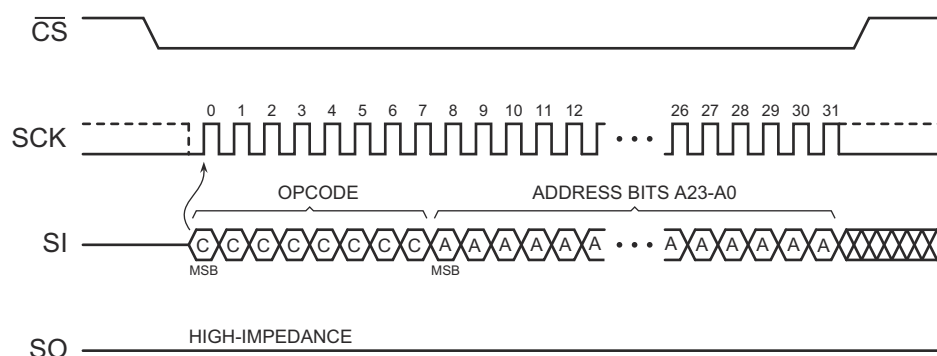 CS
0 1 2 3 4 5 6 7 8 9 10 11 12 26 27 28 29 30 31
SCK • • •
OPCODE ADDRESS BITS A23-A0
SI C C C C C C C C A A A A A A • • • A A A A A A
MSB MSB
HIGH-IMPEDANCE
SO